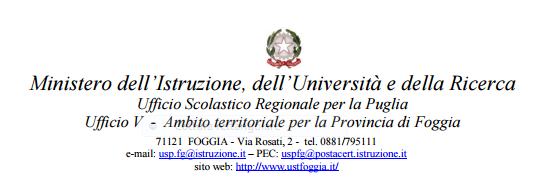 Ministero dell'Istruzione, dell'Università e della Ricerca
Ufficio Scolastico Regionale per la Puglia
Ufficio V - Ambito territoriale per la Provincia di Foggia
71121 FOGGIA - Via Rosati, 2 - tel. 0881/795111
e-mail: usp.fg@istruzione.it – PEC: uspfg@postacert.istruzione.it
sito web: http://www.ustfoggia.it/